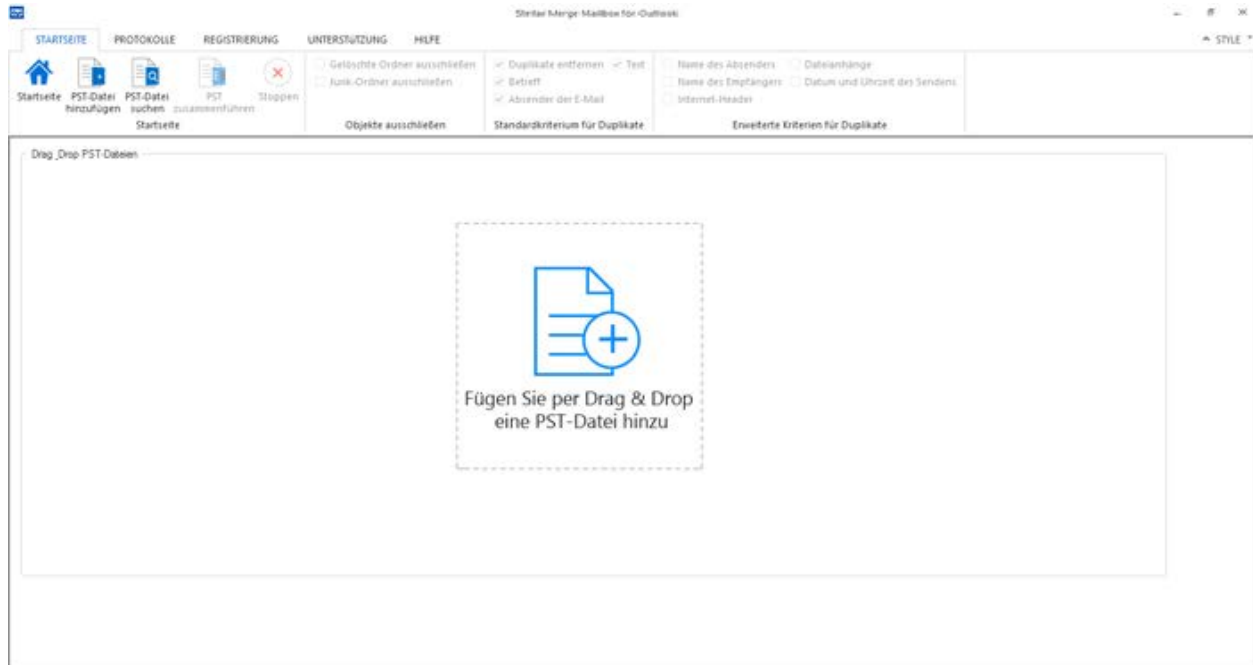 Stellar Merge Mailbox for Outlook
STARTSEITE PROTOKOLLE REGISTRIERUNG UNTERSTüTZUNG HILFE STYLE
Startseite PST-Datei hinzufügen PST-Datei suchen PST zusammenführen Stoppen
Startseite
Gelöschte Ordner ausschließen
Junk-Ordner ausschließen
Objekte ausschließen
Duplikate entfernen Text
Betreff
Absender der E-Mail
Standardkriterium für Duplikate
Name des Absenders Dateianhänge
Name des Empfängers Datum und Uhrzeit des Sendens
Internet-Header
Erweiterte Kriterien für Duplikate
Drag_Drop PST-Dateien
Fügen Sie per Drag & Drop
eine PST-Datei hinzu